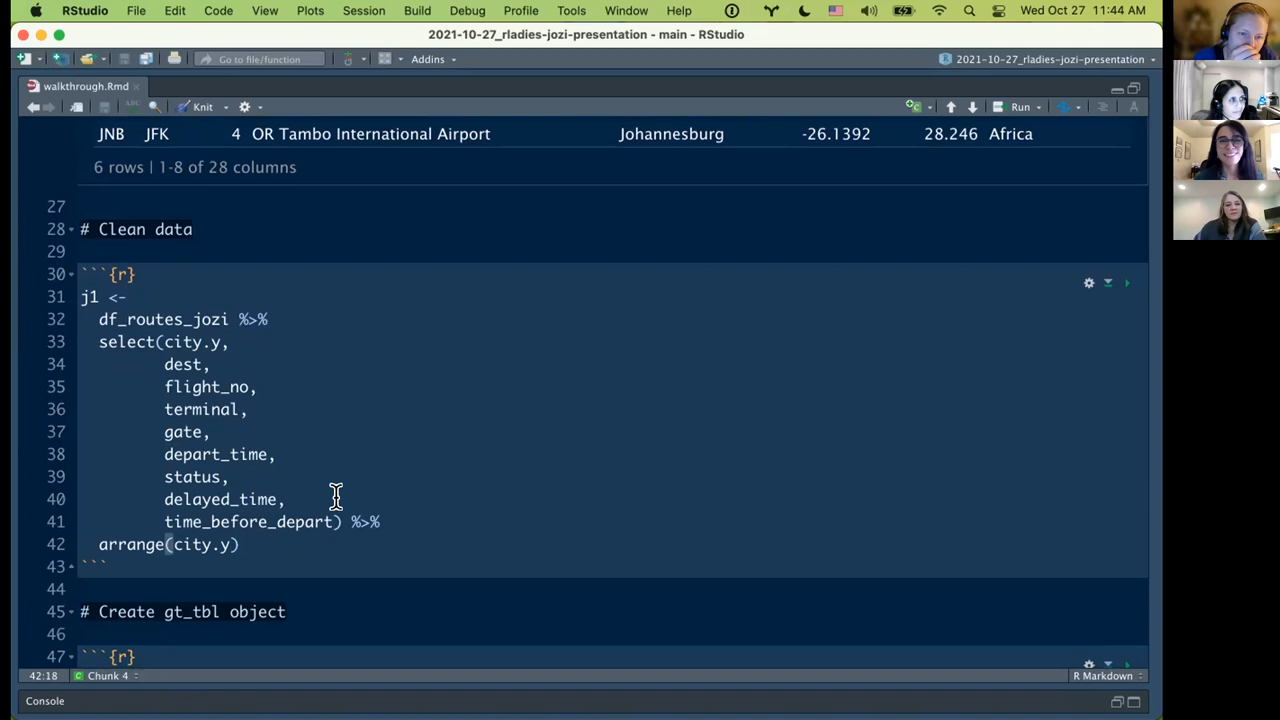 RStudio File Edit Code View Plots Session Build Debug Profile Tools Window Help Wed Oct 27 11:44 AM
2021-10-27_rladies-jozi-presentation - main - RStudio
Go to file/function Addins 2021-10-27_rladies-jozi-presentation
walkthrough.Rmd
ABC Knit Run
JNB JFK 4 OR Tambo International Airport Johannesburg -26.1392 28.246 Africa
6 rows | 1-8 of 28 columns
27
28 # Clean data
29
30 ```{r}
31 j1 <-
32 df_routes_jozi %>%
33 select(city.y,
34 dest,
35 flight_no,
36 terminal,
37 gate,
38 depart_time,
39 status,
40 delayed_time,
41 time_before_depart) %>%
42 arrange(city.y)
43 ```
44
45 # Create gt_tbl object
46
47 ```{r}
42:18 Chunk 4 R Markdown
Console